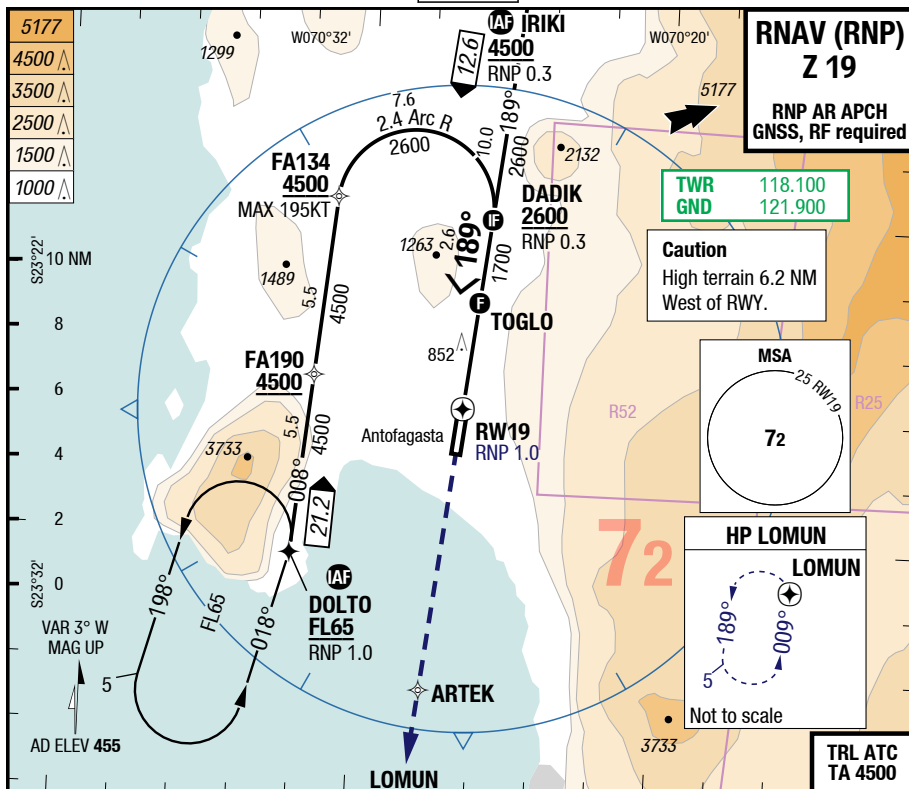 5177
4500
3500
2500
1500
1000
1299
W070°32'
IAF IRIKI
4500
RNP 0.3
12.6
W070°20'
5177
RNAV (RNP)
Z 19
RNP AR APCH
GNSS, RF required
7.6
2.4 Arc R
2600
10.0
189°
2600
2132
FA134
4500
MAX 195KT
DADIK
2600
RNP 0.3
IF
TWR 118.100
GND 121.900
Caution
High terrain 6.2 NM
West of RWY.
S23°22'
10 NM
8
6
4
2
0
S23°32'
1489
1263
2.6
189°
1700
F
TOGLO
5.5
4500
852
FA190
4500
5.5
4500
008°
21.2
3733
Antofagasta
RW19
RNP 1.0
R52
R25
MSA
25 RW19
72
72
HP LOMUN
LOMUN
189°
009°
5
Not to scale
IAF
DOLTO
FL65
RNP 1.0
198°
FL65
018°
5
VAR 3° W
MAG UP
AD ELEV 455
ARTEK
LOMUN
3733
TRL ATC
TA 4500